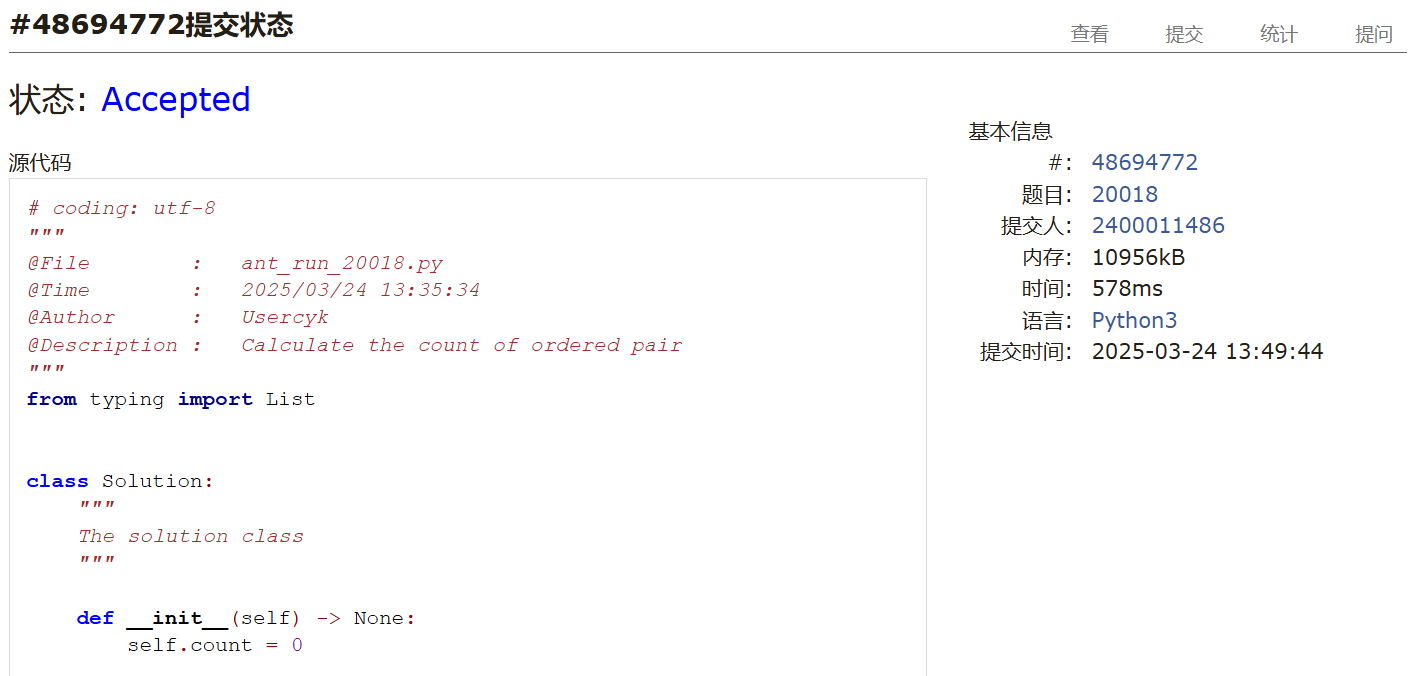 #48694772提交状态
查看 提交 统计 提问
状态: Accepted
源代码
# coding: utf-8
"""
@File        :   ant_run_20018.py
@Time        :   2025/03/24 13:35:34
@Author      :   Usercyk
@Description :   Calculate the count of ordered pair
"""
from typing import List
class Solution:
    """
    The solution class
    """
    def __init__(self) -> None:
        self.count = 0
基本信息
#: 48694772
题目: 20018
提交人: 2400011486
内存: 10956kB
时间: 578ms
语言: Python3
提交时间: 2025-03-24 13:49:44